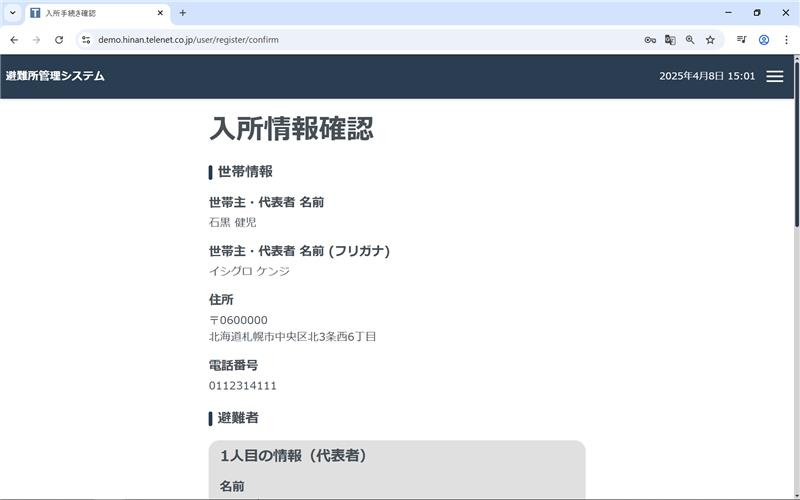 入所手続き確認
demo.hinan.telenet.co.jp/user/register/confirm
避難所管理システム
2025年4月8日 15:01
入所情報確認
世帯情報
世帯主・代表者 名前
石黒 健児
世帯主・代表者 名前 (フリガナ)
イシグロ ケンジ
住所
〒0600000
北海道札幌市中央区北3条西6丁目
電話番号
0112314111
避難者
1人目の情報（代表者）
名前